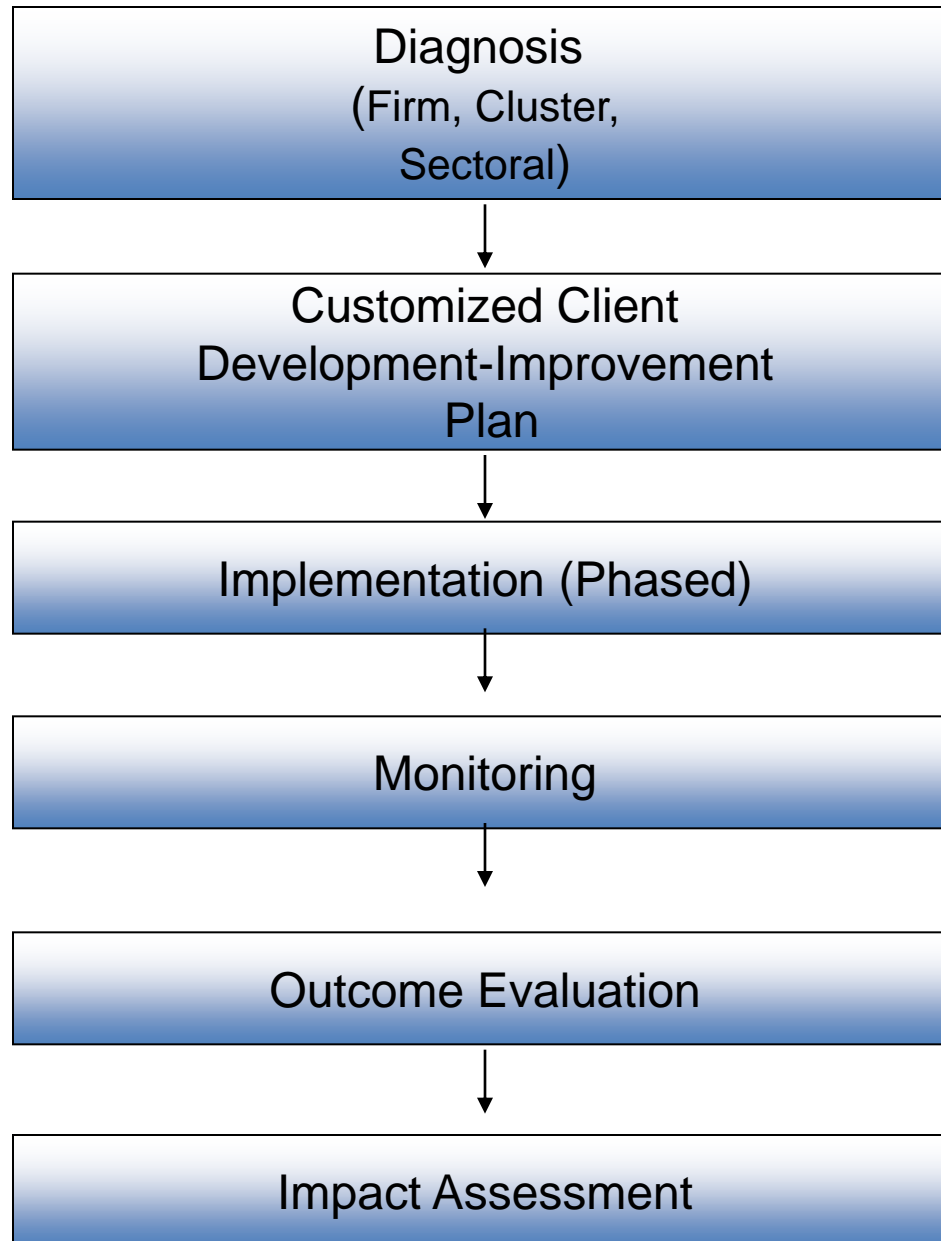 Diagnosis
(Firm, Cluster,
Sectoral)
Customized Client
Development-Improvement
Plan
Implementation (Phased)
Monitoring
Outcome Evaluation
Impact Assessment